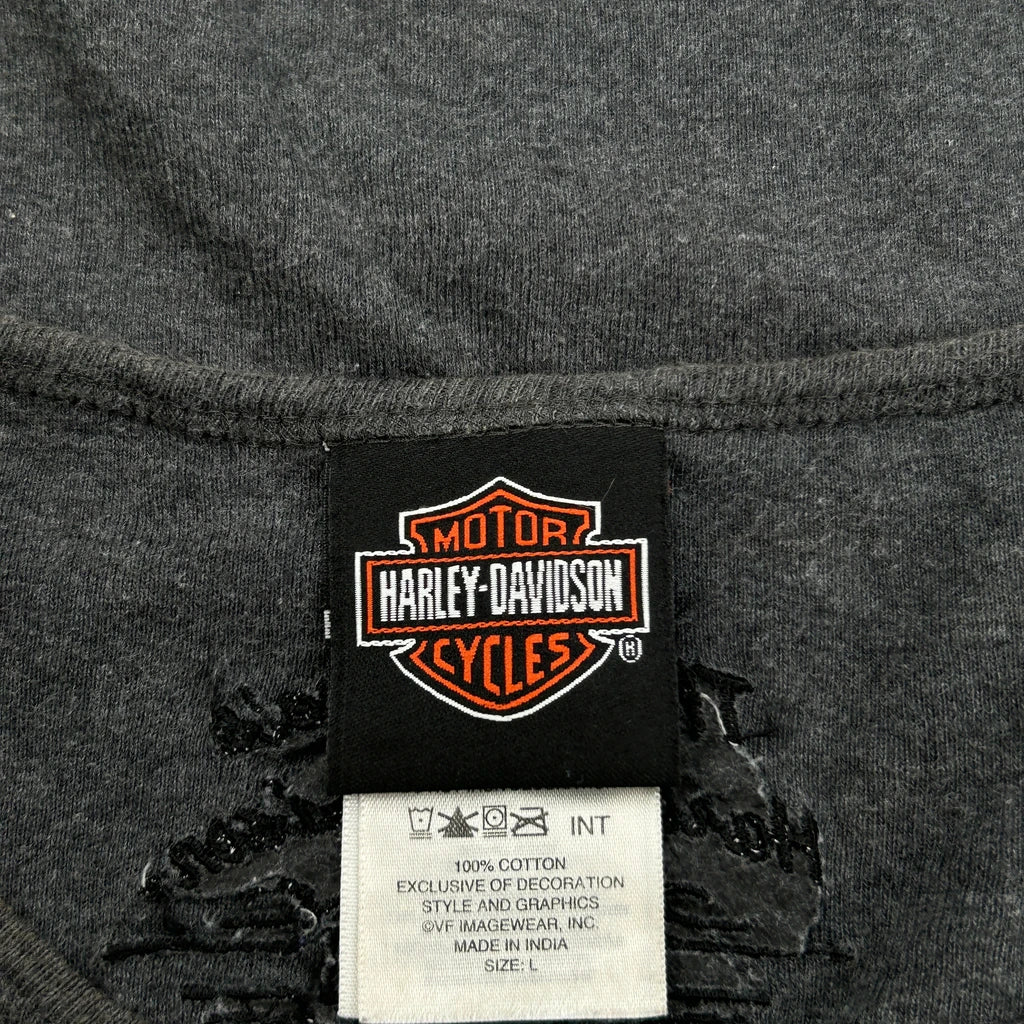 MOTOR
HARLEY-DAVIDSON
CYCLES
®
INT
100% COTTON
EXCLUSIVE OF DECORATION
STYLE AND GRAPHICS
©VF IMAGEWEAR, INC.
MADE IN INDIA
SIZE: L